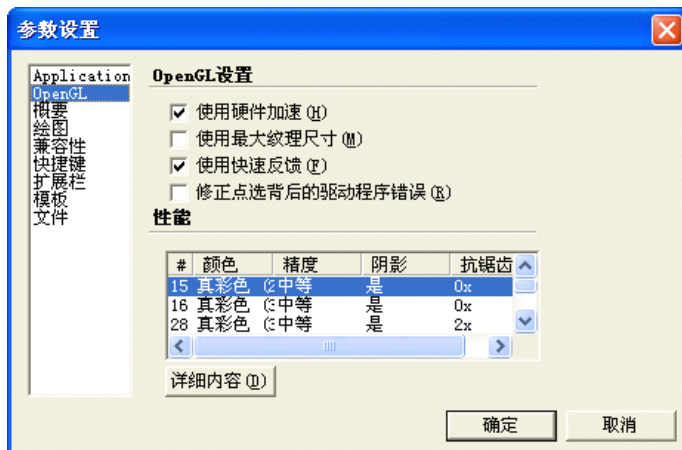 参数设置
Application
OpenGL
概要
绘图
兼容性
快捷键
扩展栏
模板
文件
OpenGL设置
使用硬件加速(H)
使用最大纹理尺寸(M)
使用快速反馈(F)
修正点选背后的驱动程序错误(R)
性能
# 颜色 精度 阴影 抗锯齿
15 真彩色 中等 是 0x
16 真彩色 中等 是 0x
28 真彩色 中等 是 2x
详细内容(D)
确定 取消